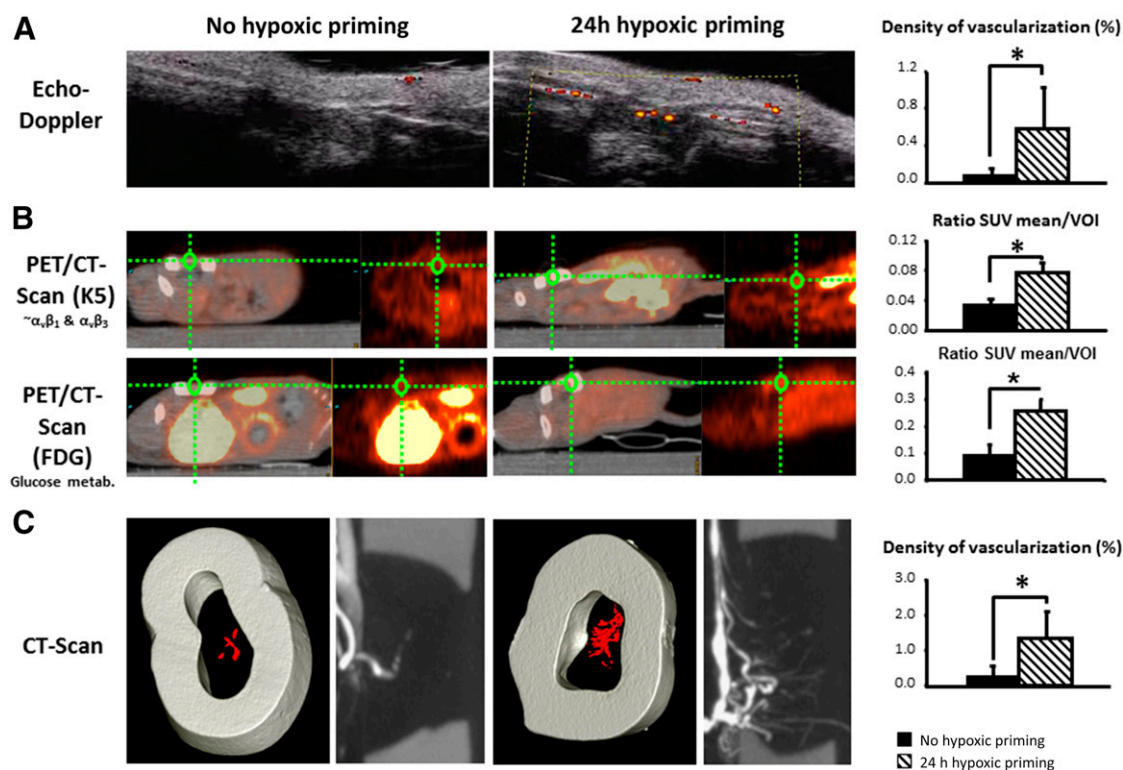 A
No hypoxic priming
24h hypoxic priming
Echo-
Doppler
Density of vascularization (%)
1.2
0.8
0.4
0.0
*
B
PET/CT-
Scan (K5)
~αvβ1 & αvβ3
Ratio SUV mean/VOI
0.12
0.08
0.04
0.00
*
PET/CT-
Scan
(FDG)
Glucose metab.
Ratio SUV mean/VOI
0.4
0.3
0.2
0.1
0.0
*
C
CT-Scan
Density of vascularization (%)
3.0
2.0
1.0
0.0
*
No hypoxic priming
24 h hypoxic priming